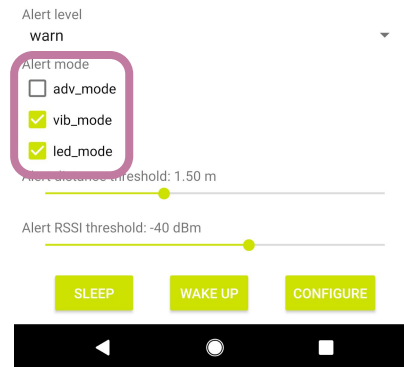 Alert level
warn
Alert mode
adv_mode
vib_mode
led_mode
Alert distance threshold: 1.50 m
Alert RSSI threshold: -40 dBm
SLEEP WAKE UP CONFIGURE